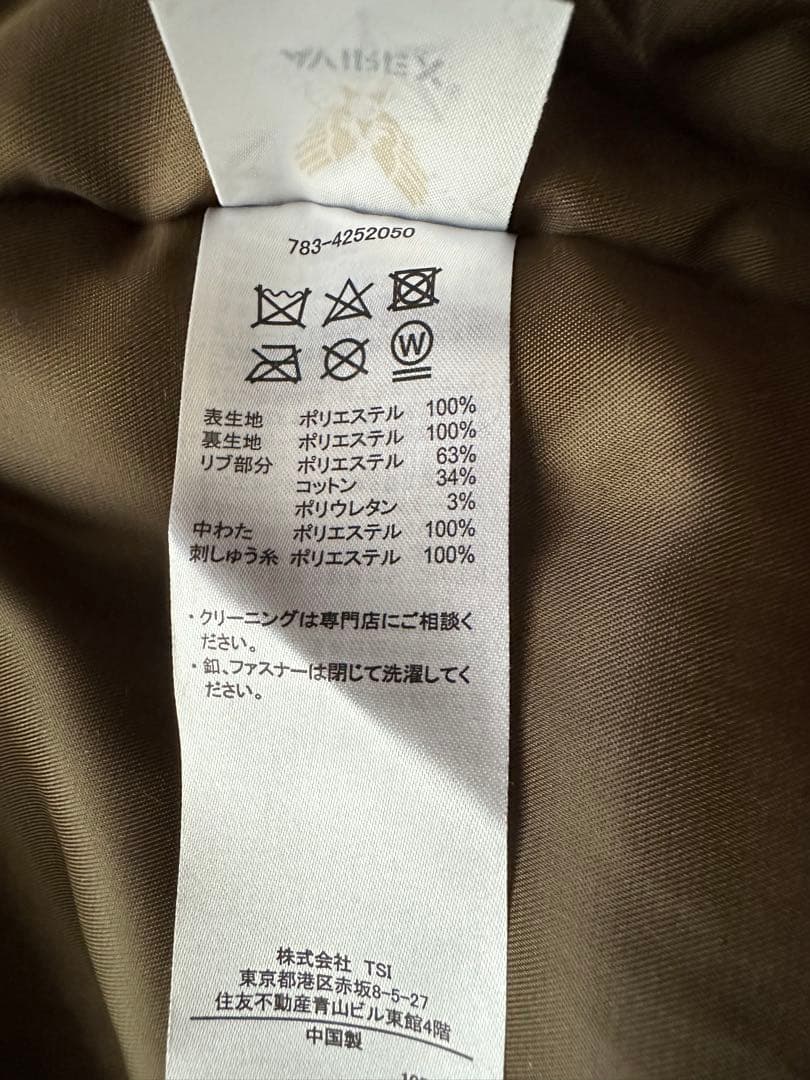 AVIREX
783-4252050
W
表生地 ポリエステル 100%
裏生地 ポリエステル 100%
リブ部分 ポリエステル 63%
コットン 34%
ポリウレタン 3%
中わた ポリエステル 100%
刺しゅう糸 ポリエステル 100%
・クリーニングは専門店にご相談く
ださい。
・釦、ファスナーは閉じて洗濯してく
ださい。
株式会社 TSI
東京都港区赤坂8-5-27
住友不動産青山ビル東館4階
中国製